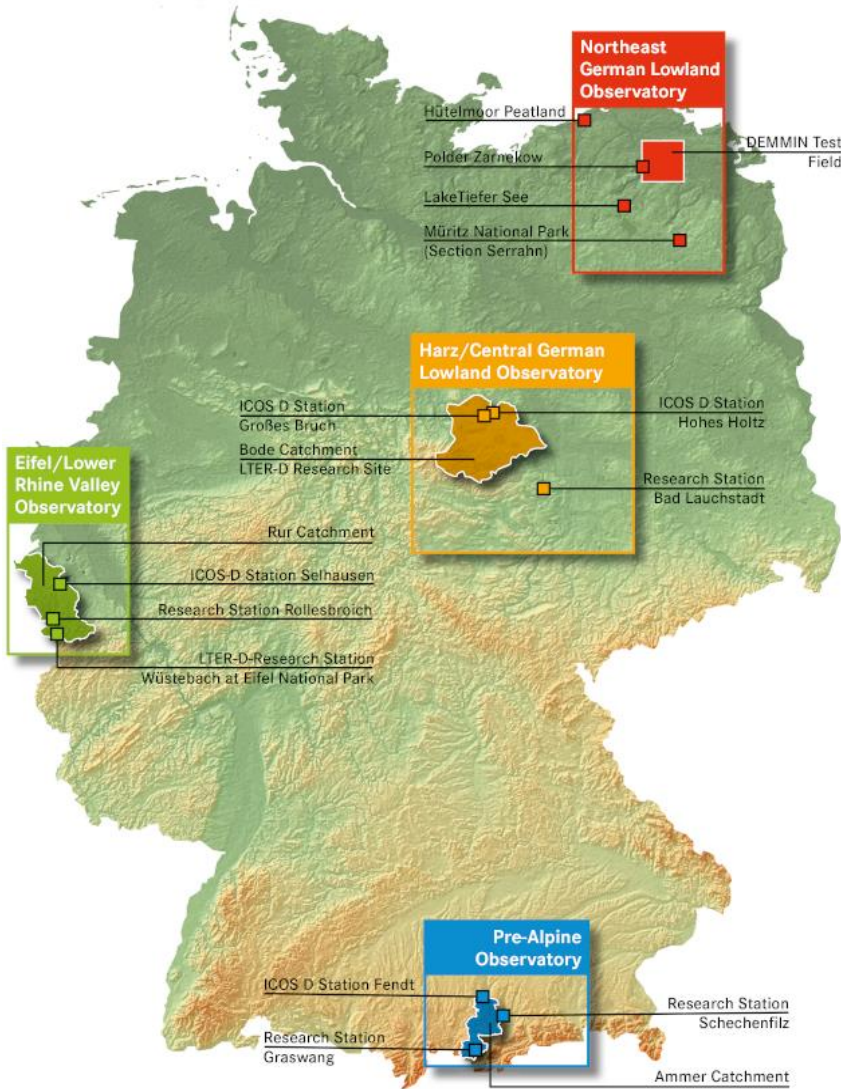 Northeast
German Lowland
Observatory
Hütelmoor Peatland
DEMMIN Test
Field
Polder Zarnekow
LakeTiefer See
Müritz National Park
(Section Serrahn)
Harz/Central German
Lowland Observatory
ICOS D Station
Großes Bruch
ICOS D Station
Hohes Holtz
Bode Catchment
LTER-D Research Site
Research Station
Bad Lauchstadt
Eifel/Lower
Rhine Valley
Observatory
Rur Catchment
ICOS-D Station Selhausen
Research Station Rollesbroich
LTER-D-Research Station
Wüstebach at Eifel National Park
Pre-Alpine
Observatory
ICOS D Station Fendt
Research Station
Schechenfilz
Research Station
Graswang
Ammer Catchment